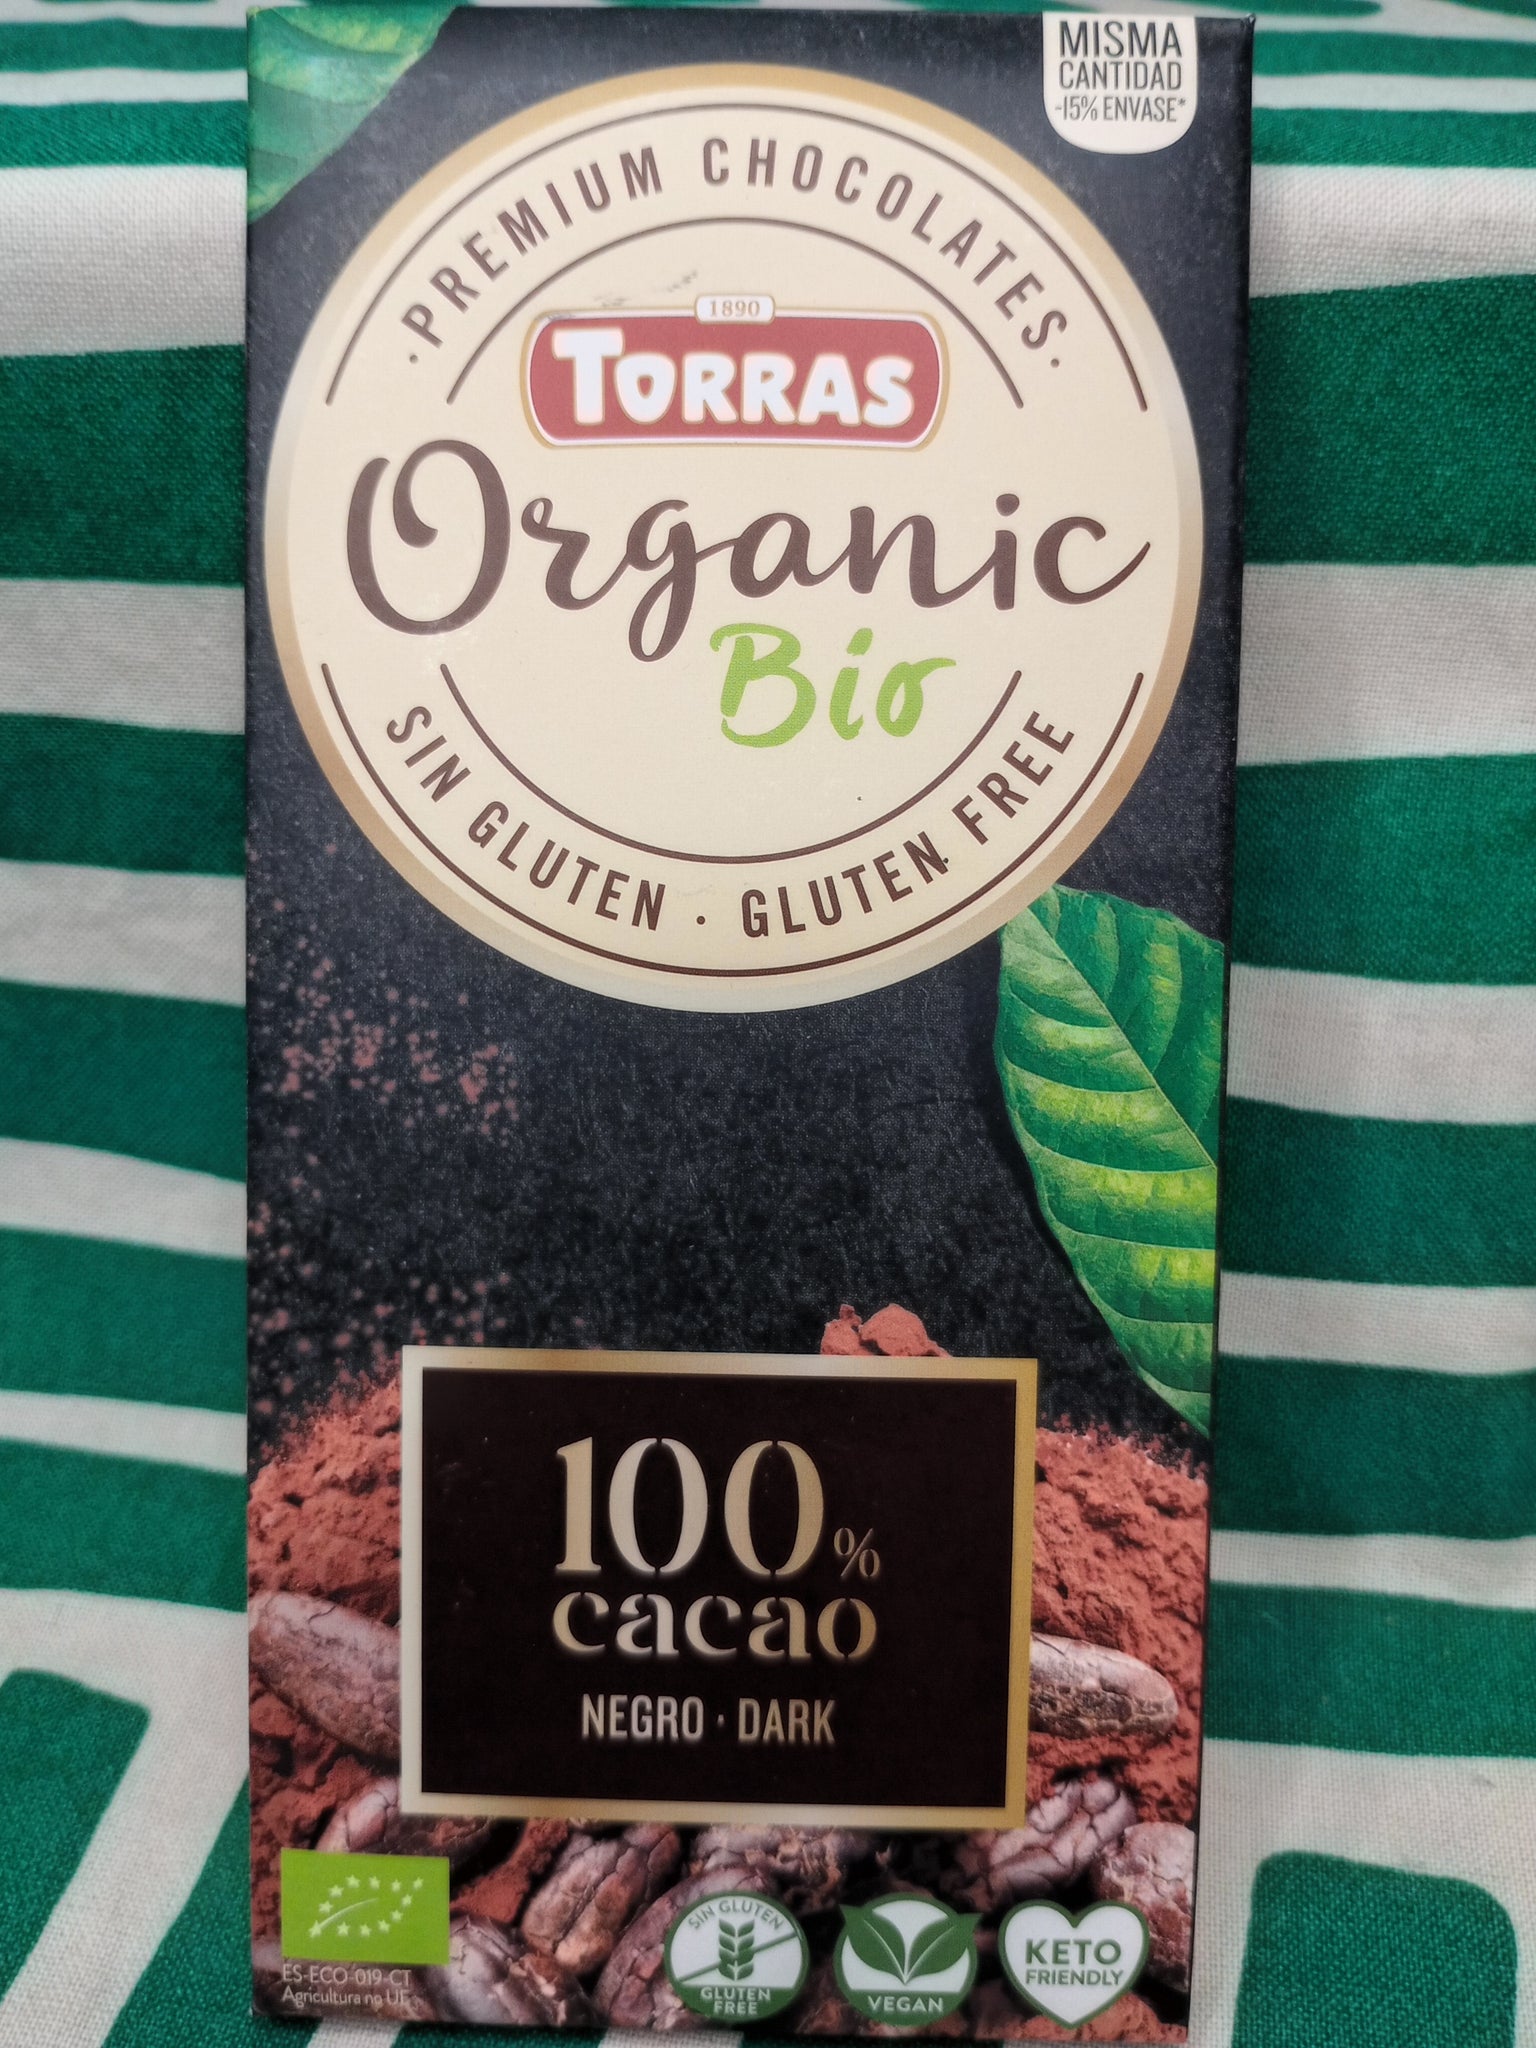 MISMA
CANTIDAD
-15% ENVASE*
·PREMIUM CHOCOLATES·
1890
TORRAS
Organic
Bio
SIN GLUTEN · GLUTEN FREE
100%
cacao
NEGRO · DARK
ES-ECO-019-CT
Agricultura no UE
SIN GLUTEN
GLUTEN
FREE
VEGAN
KETO
FRIENDLY